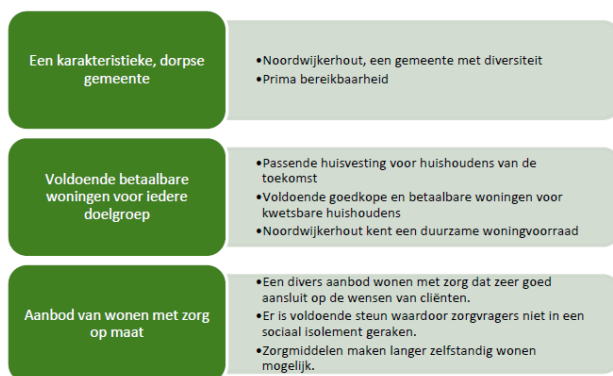 Een karakteristieke, dorpse
gemeente
•Noordwijkerhout, een gemeente met diversiteit
•Prima bereikbaarheid
Voldoende betaalbare
woningen voor iedere
doelgroep
•Passende huisvesting voor huishoudens van de
toekomst
•Voldoende goedkope en betaalbare woningen voor
kwetsbare huishoudens
•Noordwijkerhout kent een duurzame woningvoorraad
Aanbod van wonen met zorg
op maat
•Een divers aanbod wonen met zorg dat zeer goed
aansluit op de wensen van cliënten.
•Er is voldoende steun waardoor zorgvragers niet in een
sociaal isolement geraken.
•Zorgmiddelen maken langer zelfstandig wonen
mogelijk.